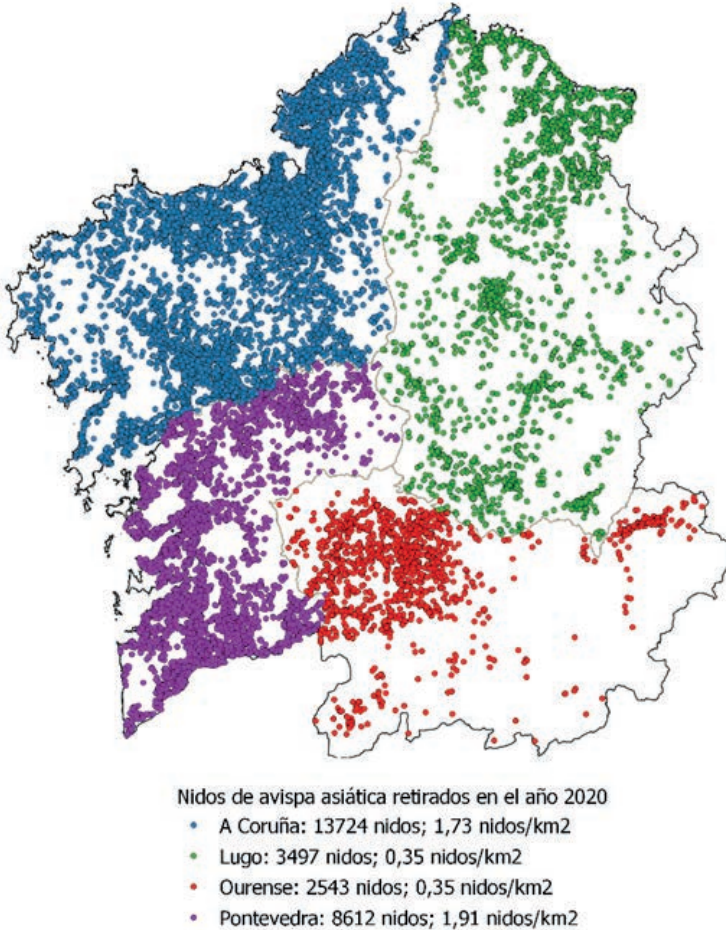 Nidos de avispa asiática retirados en el año 2020
A Coruña: 13724 nidos; 1,73 nidos/km2
Lugo: 3497 nidos; 0,35 nidos/km2
Ourense: 2543 nidos; 0,35 nidos/km2
Pontevedra: 8612 nidos; 1,91 nidos/km2